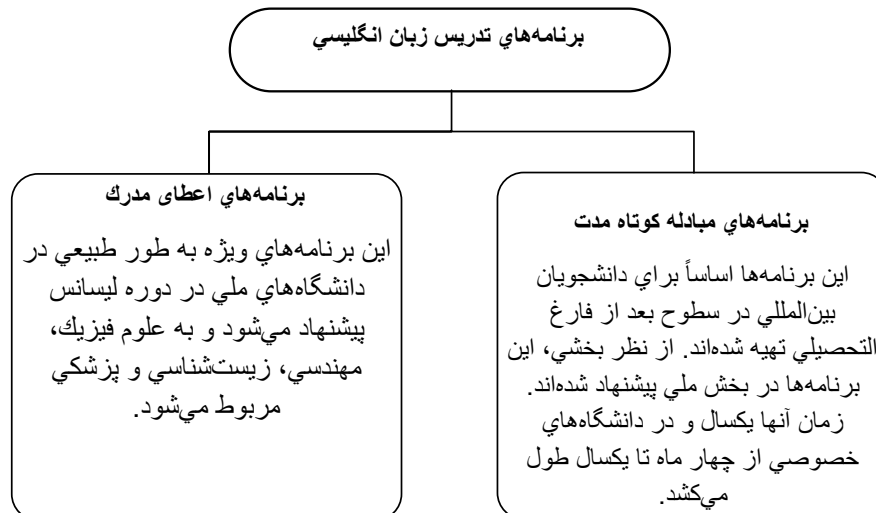 برنامه‌هاي تدريس زبان انگليسي
برنامه‌هاي مبادله كوتاه مدت
اين برنامه‌ها اساساً براي دانشجويان
بين‌المللي در سطوح بعد از فارغ
التحصيلي تهيه شده‌اند. از نظر بخشي، اين
برنامه‌ها در بخش ملي پيشنهاد شده‌اند.
زمان آنها يكسال و در دانشگاه‌هاي
خصوصي از چهار ماه تا يكسال طول
مي‌كشد.
برنامه‌هاي اعطاى مدرك
اين برنامه‌هاي ويژه به طور طبيعي در
دانشگاه‌هاي ملي در دوره ليسانس
پيشنهاد مي‌شود و به علوم فيزيك،
مهندسي، زيست‌شناسي و پزشكي
مربوط مي‌شود.